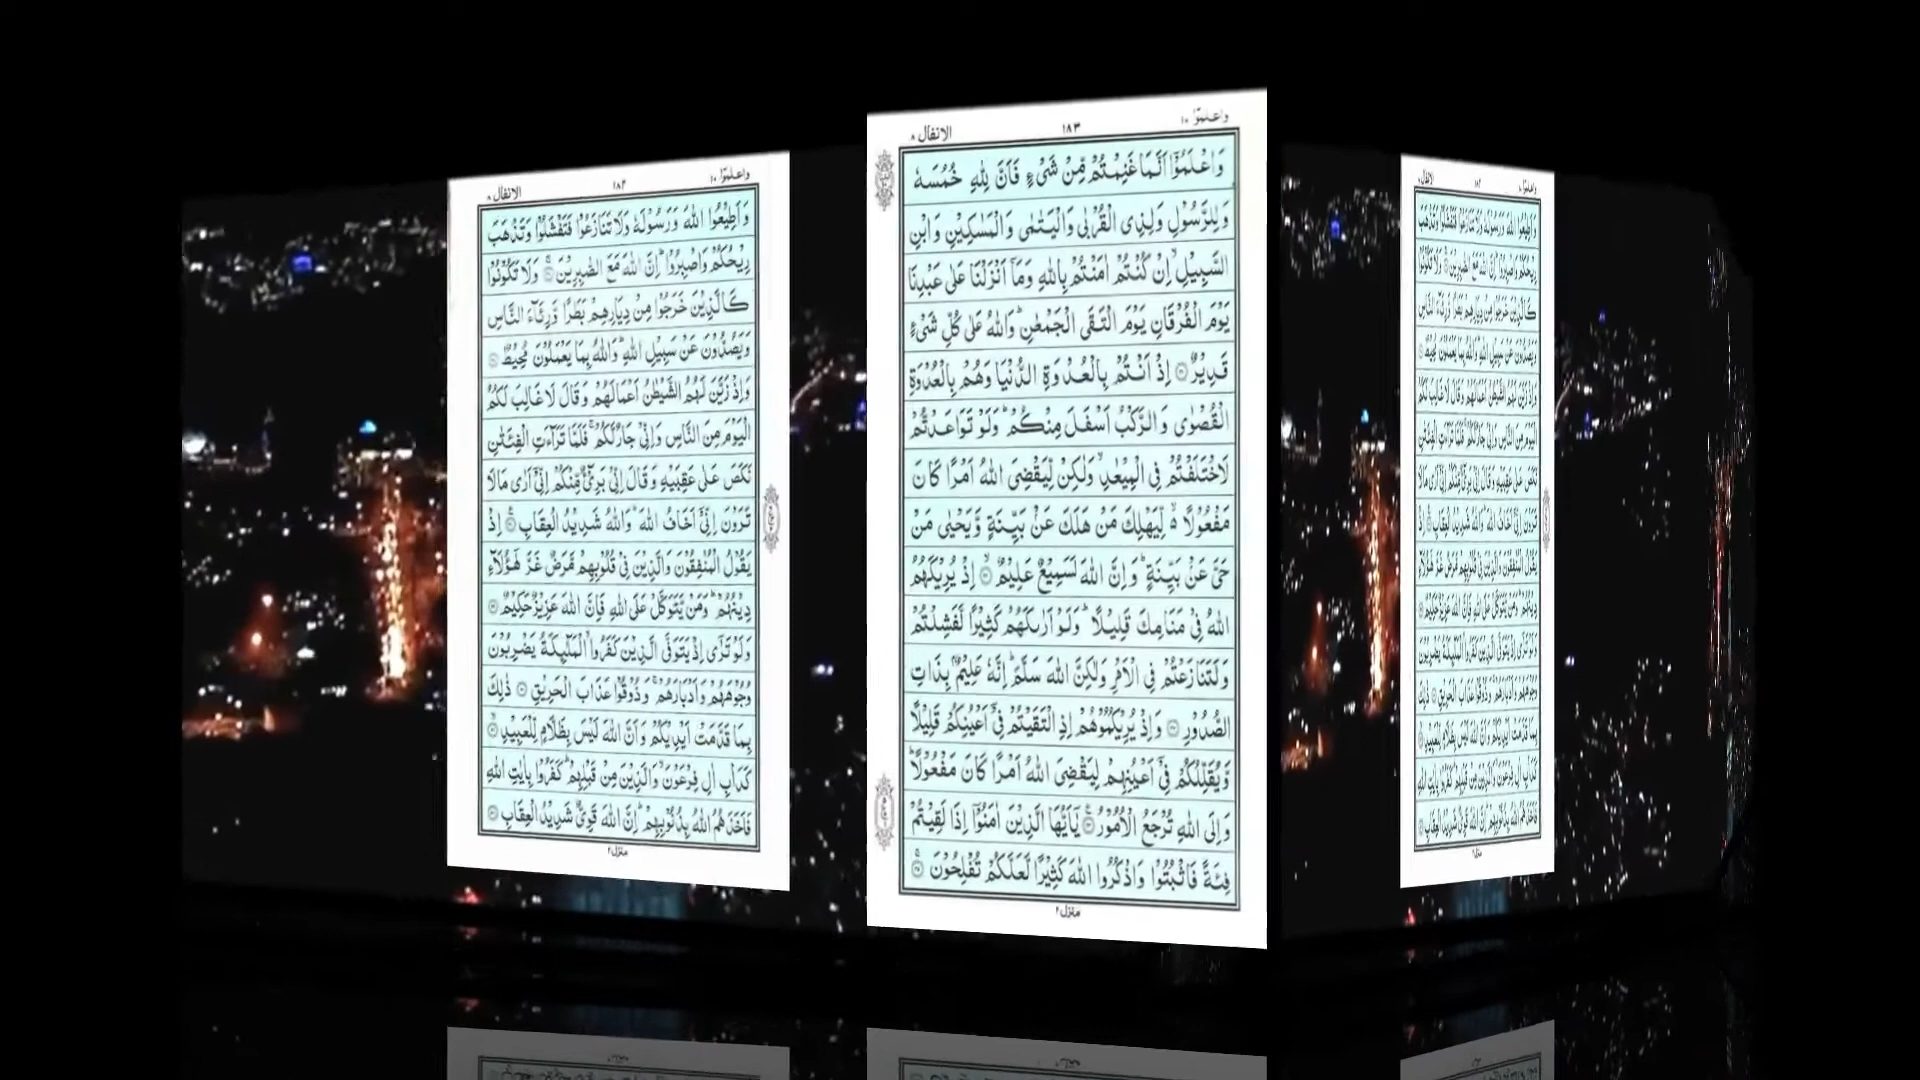 واعلموٓا ١٠
١٨٣
الانفال ٨
وَاعۡلَمُوۡۤا اَنَّمَا غَنِمۡتُمۡ مِّنۡ شَىۡءٍ فَاَنَّ لِلّٰهِ خُمُسَهٗ
وَلِلرَّسُوۡلِ وَلِذِى الۡقُرۡبٰى وَالۡيَتٰمٰى وَالۡمَسٰكِيۡنِ وَابۡنِ
السَّبِيۡلِۙ اِنۡ كُنۡتُمۡ اٰمَنۡتُمۡ بِاللّٰهِ وَمَاۤ اَنۡزَلۡنَا عَلٰى عَبۡدِنَا
يَوۡمَ الۡفُرۡقَانِ يَوۡمَ الۡتَقَى الۡجَمۡعٰنِؕ وَاللّٰهُ عَلٰى كُلِّ شَىۡءٍ
قَدِيۡرٌ‏ اِذۡ اَنۡتُمۡ بِالۡعُدۡوَةِ الدُّنۡيَا وَهُمۡ بِالۡعُدۡوَةِ
الۡقُصۡوٰى وَالرَّكۡبُ اَسۡفَلَ مِنۡكُمۡؕ وَلَوۡ تَوَاعَدۡتُّمۡ
لَاخۡتَلَفۡتُمۡ فِى الۡمِيۡعٰدِۙ وَلٰكِنۡ لِّيَقۡضِىَ اللّٰهُ اَمۡرًا كَانَ
مَفۡعُوۡلًا ۙ لِّيَهۡلِكَ مَنۡ هَلَكَ عَنۡۢ بَيِّنَةٍ وَّيَحۡيٰى مَنۡ
حَىَّ عَنۡۢ بَيِّنَةٍؕ وَاِنَّ اللّٰهَ لَسَمِيۡعٌ عَلِيۡمٌۙ‏ اِذۡ يُرِيۡكَهُمُ
اللّٰهُ فِىۡ مَنَامِكَ قَلِيۡلًاؕ وَلَوۡ اَرٰٮكَهُمۡ كَثِيۡرًا لَّفَشِلۡتُمۡ
وَلَتَنَازَعۡتُمۡ فِى الۡاَمۡرِ وَلٰكِنَّ اللّٰهَ سَلَّمَؕ اِنَّهٗ عَلِيۡمٌۢ بِذَاتِ
الصُّدُوۡرِ‏ وَاِذۡ يُرِيۡكُمُوۡهُمۡ اِذِ الۡتَقَيۡتُمۡ فِىۡۤ اَعۡيُنِكُمۡ قَلِيۡلًا
وَّيُقَلِّلُكُمۡ فِىۡۤ اَعۡيُنِهِمۡ لِيَقۡضِىَ اللّٰهُ اَمۡرًا كَانَ مَفۡعُوۡلًاؕ
وَاِلَى اللّٰهِ تُرۡجَعُ الۡاُمُوۡرُ‏ يٰۤاَيُّهَا الَّذِيۡنَ اٰمَنُوۡۤا اِذَا لَقِيۡتُمۡ
فِئَةً فَاثۡبُتُوۡا وَاذۡكُرُوا اللّٰهَ كَثِيۡرًا لَّعَلَّكُمۡ تُفۡلِحُوۡنَ
منزل ٢
واعلموٓا ١٠
١٨٤
الانفال ٨
وَاَطِيۡعُوا اللّٰهَ وَرَسُوۡلَهٗ وَلَا تَنَازَعُوۡا فَتَفۡشَلُوۡا وَتَذۡهَبَ
رِيۡحُكُمۡ وَاصۡبِرُوۡاؕ اِنَّ اللّٰهَ مَعَ الصّٰبِرِيۡنَۚ‏ وَلَا تَكُوۡنُوۡا
كَالَّذِيۡنَ خَرَجُوۡا مِنۡ دِيَارِهِمۡ بَطَرًا وَّرِئَآءَ النَّاسِ
وَيَصُدُّوۡنَ عَنۡ سَبِيۡلِ اللّٰهِؕ وَاللّٰهُ بِمَا يَعۡمَلُوۡنَ مُحِيۡطٌ
وَاِذۡ زَيَّنَ لَهُمُ الشَّيۡطٰنُ اَعۡمَالَهُمۡ وَقَالَ لَا غَالِبَ لَكُمُ
الۡيَوۡمَ مِنَ النَّاسِ وَاِنِّىۡ جَارٌ لَّكُمۡۚ فَلَمَّا تَرَآءَتِ الۡفِئَتٰنِ
نَكَصَ عَلٰى عَقِبَيۡهِ وَقَالَ اِنِّىۡ بَرِىۡٓءٌ مِّنۡكُمۡ اِنِّىۡۤ اَرٰى مَا لَا
تَرَوۡنَ اِنِّىۡۤ اَخَافُ اللّٰهَؕ وَاللّٰهُ شَدِيۡدُ الۡعِقَابِ‏ اِذۡ
يَقُوۡلُ الۡمُنٰفِقُوۡنَ وَالَّذِيۡنَ فِىۡ قُلُوۡبِهِمۡ مَّرَضٌ غَرَّ هٰٓؤُلَاۤءِ
دِيۡنُهُمۡؕ وَمَنۡ يَّتَوَكَّلۡ عَلَى اللّٰهِ فَاِنَّ اللّٰهَ عَزِيۡزٌ حَكِيۡمٌ
وَلَوۡ تَرٰٓى اِذۡ يَتَوَفَّى الَّذِيۡنَ كَفَرُوا ۙ الۡمَلٰٓٮِٕكَةُ يَضۡرِبُوۡنَ
وُجُوۡهَهُمۡ وَاَدۡبَارَهُمۡۚ وَذُوۡقُوۡا عَذَابَ الۡحَرِيۡقِ‏ ذٰلِكَ
بِمَا قَدَّمَتۡ اَيۡدِيۡكُمۡ وَاَنَّ اللّٰهَ لَيۡسَ بِظَلَّامٍ لِّلۡعَبِيۡدِۙ
كَدَاۡبِ اٰلِ فِرۡعَوۡنَۙ وَالَّذِيۡنَ مِنۡ قَبۡلِهِمۡؕ كَفَرُوۡا بِاٰيٰتِ اللّٰهِ
فَاَخَذَهُمُ اللّٰهُ بِذُنُوۡبِهِمۡؕ اِنَّ اللّٰهَ قَوِىٌّ شَدِيۡدُ الۡعِقَابِ
منزل ٢